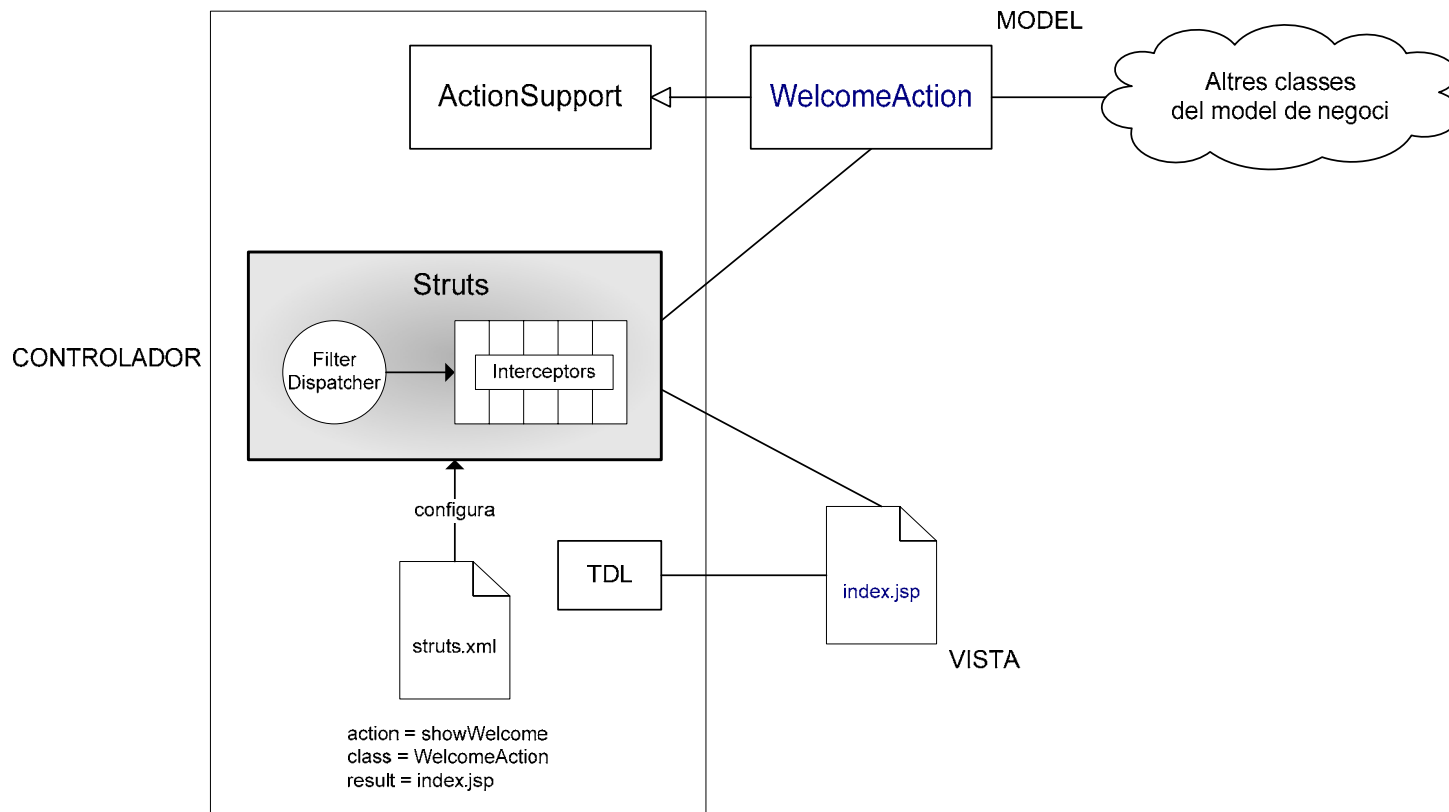 MODEL
ActionSupport
WelcomeAction
Altres classes
del model de negoci
Struts
CONTROLADOR
Filter
Dispatcher
Interceptors
configura
TDL
index.jsp
struts.xml
VISTA
action = showWelcome
class = WelcomeAction
result = index.jsp